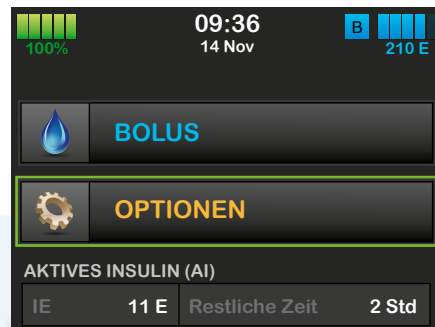 09:36
14 Nov
100%
B
210 E
BOLUS
OPTIONEN
AKTIVES INSULIN (AI)
IE 11 E Restliche Zeit 2 Std